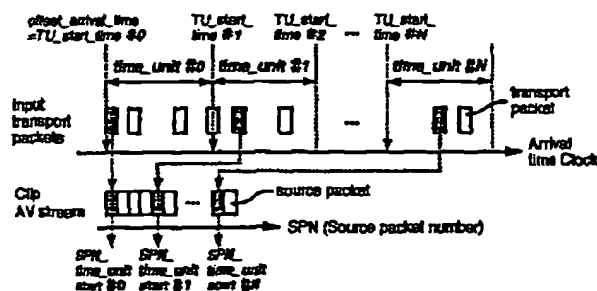 offset_arrival_time
=TU_start_time #0
TU_start_
time #1
TU_start_
time #2
...
TU_start_
time #N
time_unit #0
time_unit #1
time_unit #N
Input
transport
packets
...
transport
packet
Arrival
time Clock
Clip
AV stream
...
source packet
SPN (Source packet number)
SPN_
time_unit
start #0
SPN_
time_unit
start #1
SPN_
time_unit
start #N